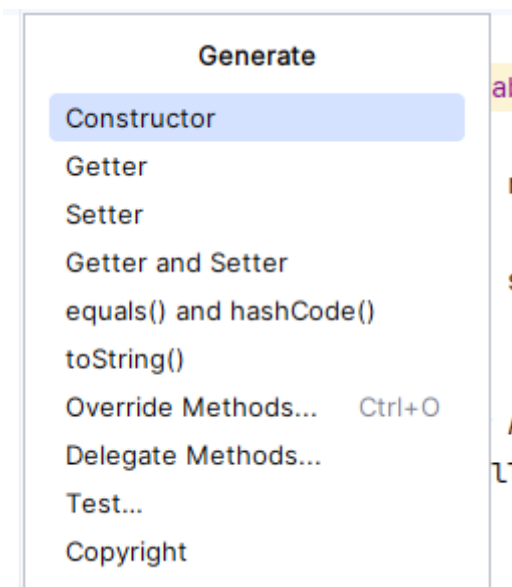 Generate
Constructor
Getter
Setter
Getter and Setter
equals() and hashCode()
toString()
Override Methods... Ctrl+O
Delegate Methods...
Test...
Copyright